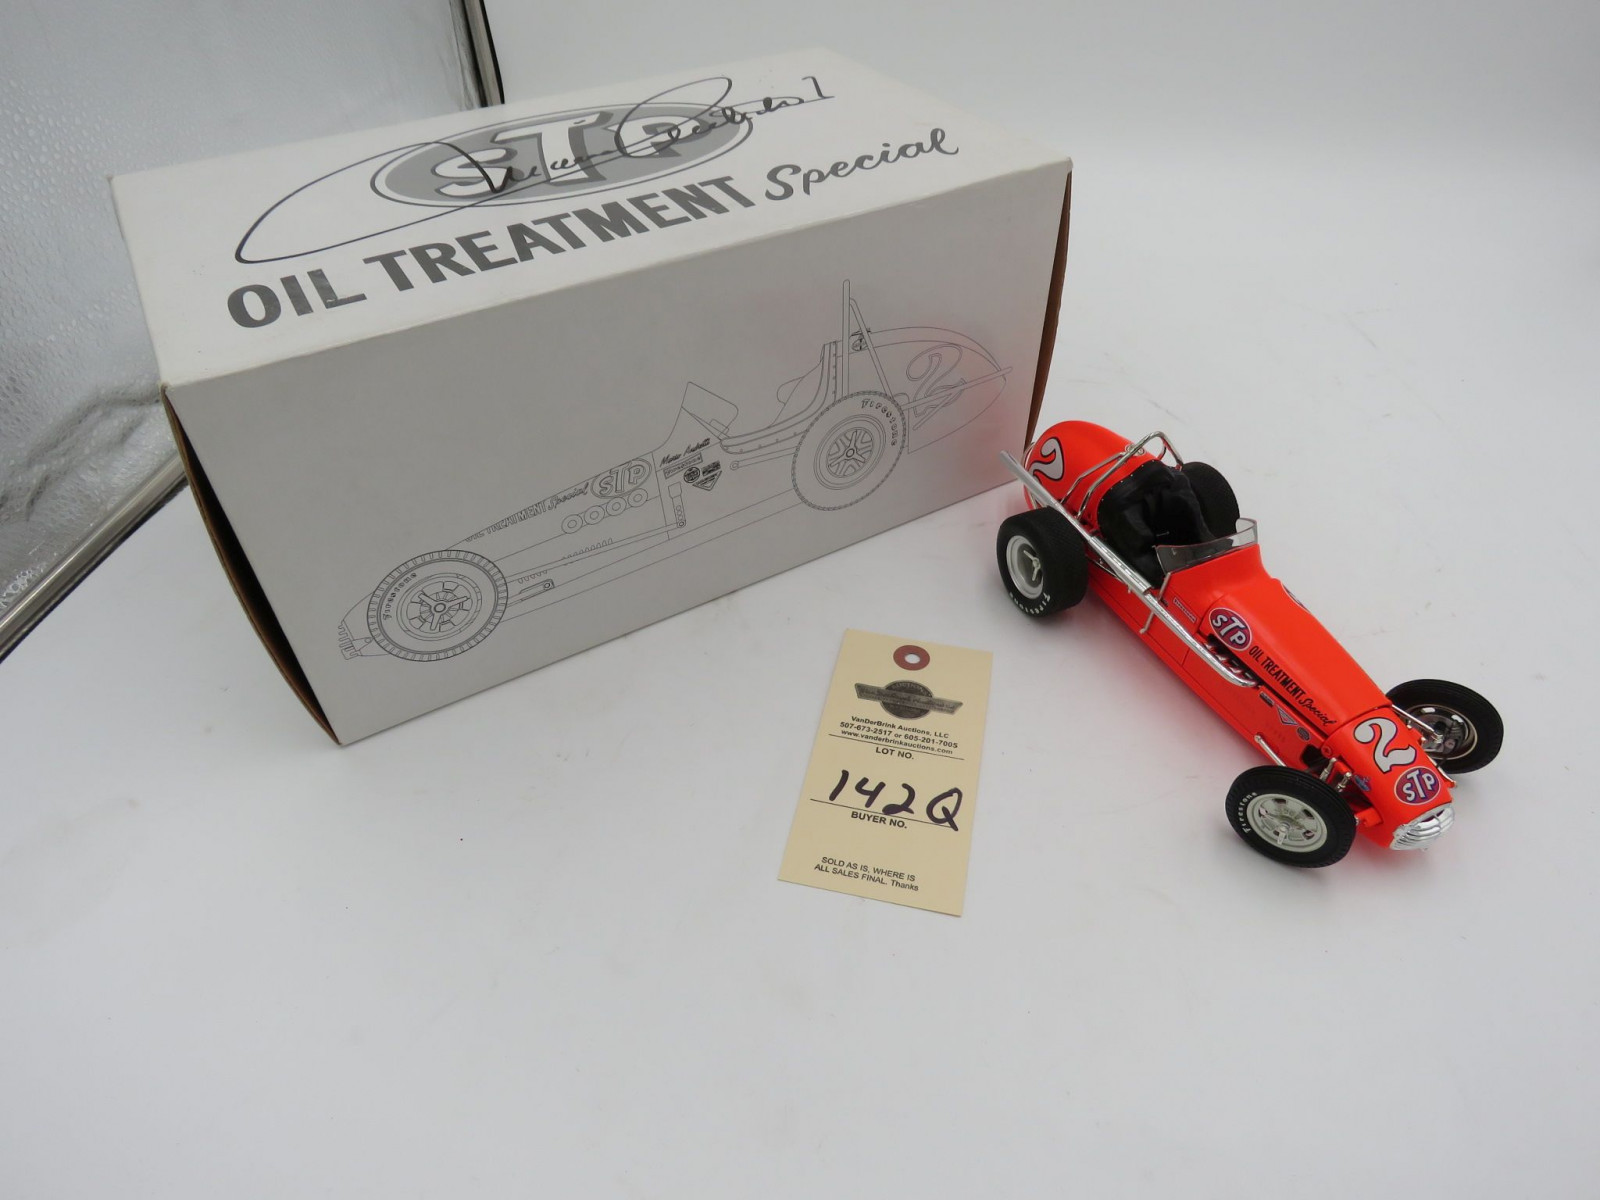 STP
OIL TREATMENT Special
2
Firestone
STP
OIL TREATMENT Special
Firestone
2
Firestone
STP
OIL TREATMENT Special
2
STP
Firestone
VanDerBrink Auctions, LLC
507-673-2517 or 605-201-7005
www.vanderbrinkauctions.com
LOT NO.
142Q
BUYER NO.
SOLD AS IS, WHERE IS
ALL SALES FINAL. Thanks